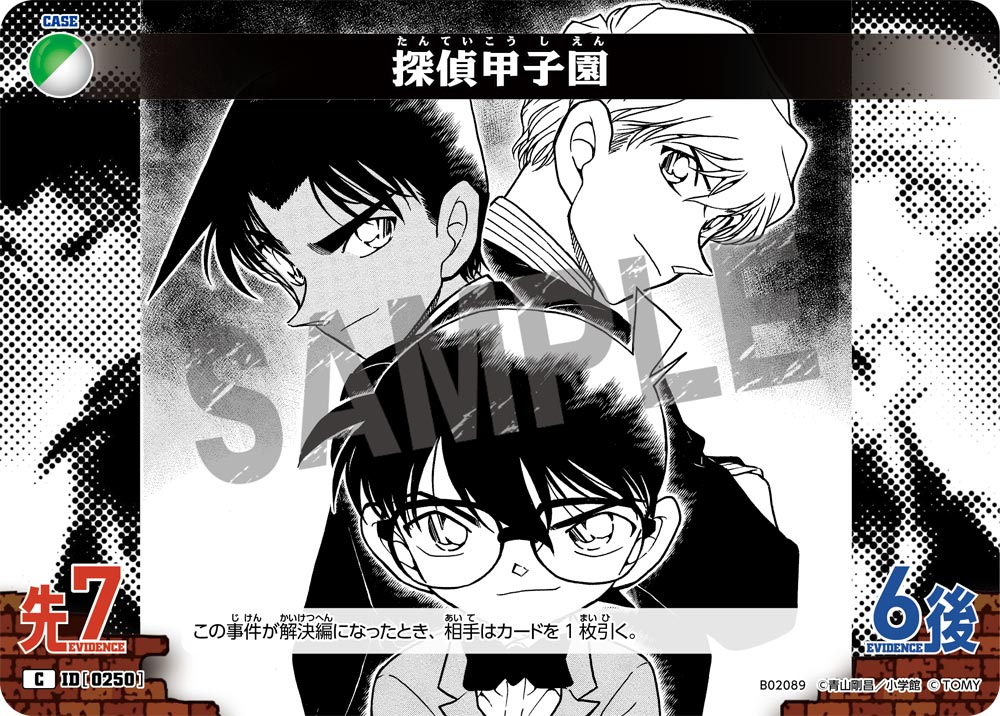 CASE
たんていこうしえん
探偵甲子園
SAMPLE
先7
EVIDENCE
6後
EVIDENCE
じけん かいけつへん あいて まいひ
この事件が解決編になったとき、相手はカードを1枚引く。
C ID[0250]
B02089 ©青山剛昌／小学館 © TOMY